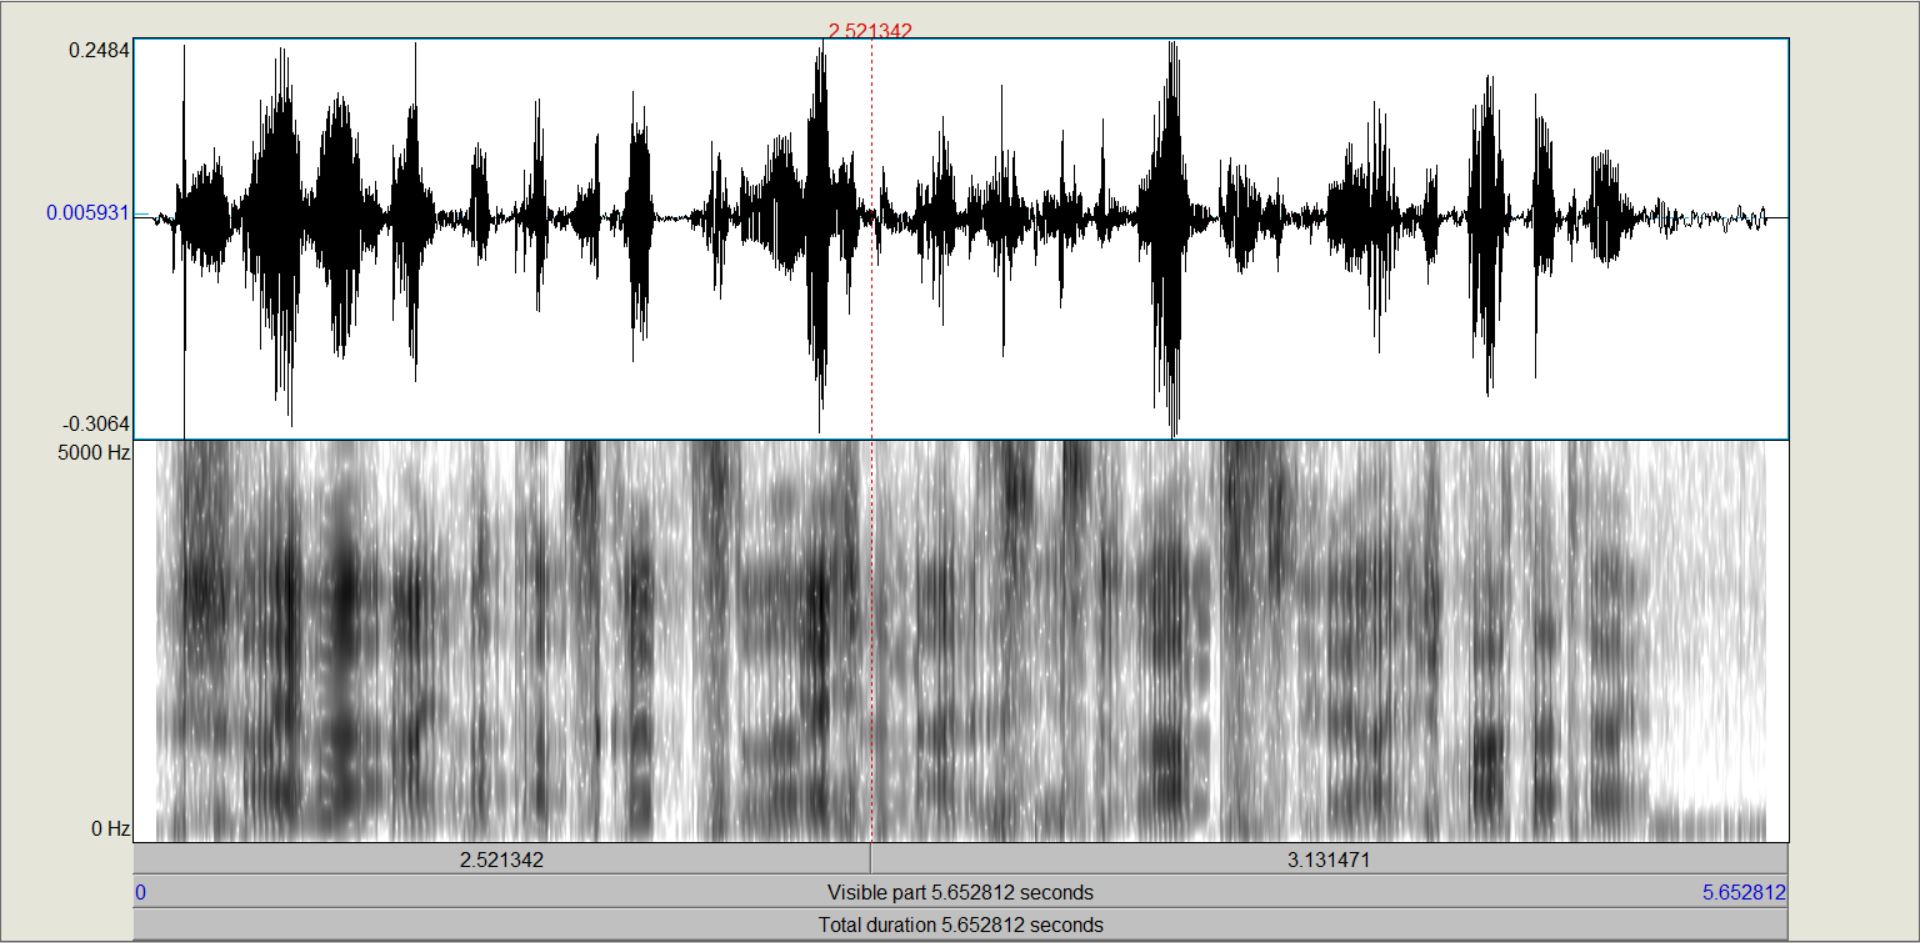 2.521342
0.2484
0.005931
-0.3064
5000 Hz
0 Hz
2.521342 3.131471
0 Visible part 5.652812 seconds 5.652812
Total duration 5.652812 seconds